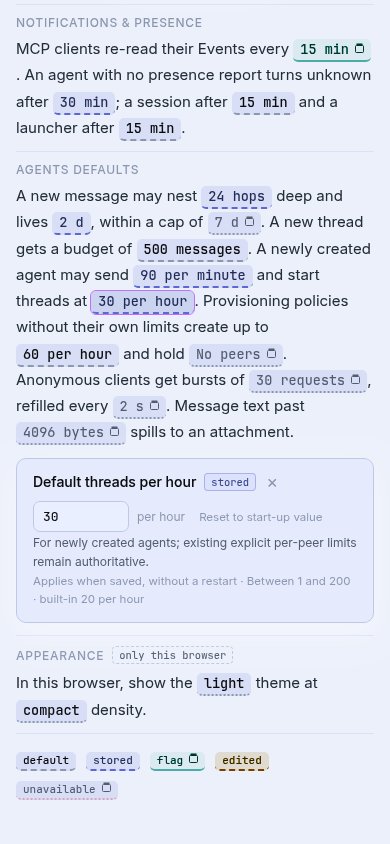 NOTIFICATIONS & PRESENCE
MCP clients re-read their Events every 15 min
. An agent with no presence report turns unknown
after 30 min; a session after 15 min and a
launcher after 15 min.
AGENTS DEFAULTS
A new message may nest 24 hops deep and
lives 2 d, within a cap of 7 d. A new thread
gets a budget of 500 messages. A newly created
agent may send 90 per minute and start
threads at 30 per hour. Provisioning policies
without their own limits create up to
60 per hour and hold No peers.
Anonymous clients get bursts of 30 requests,
refilled every 2 s. Message text past
4096 bytes spills to an attachment.
Default threads per hour stored ×
30 per hour Reset to start-up value
For newly created agents; existing explicit per-peer limits
remain authoritative.
Applies when saved, without a restart · Between 1 and 200
· built-in 20 per hour
APPEARANCE only this browser
In this browser, show the light theme at
compact density.
default stored flag edited
unavailable